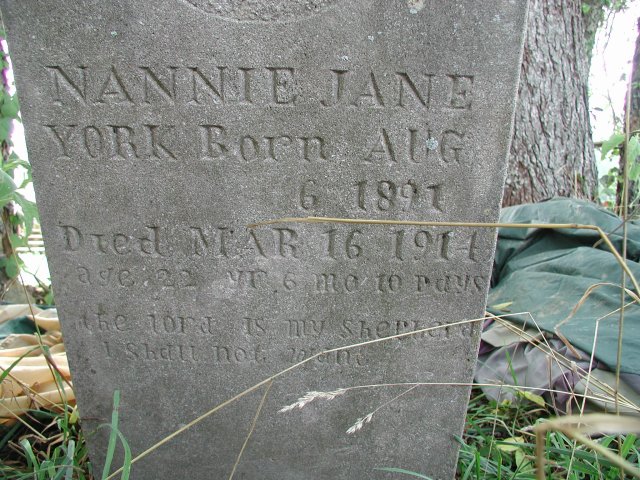 NANNIE JANE
YORK Born AUG
6 1891
Died MAR 16 1914
age 22 yr 6 mo 10 Days
the lord is my shepherd
I shall not